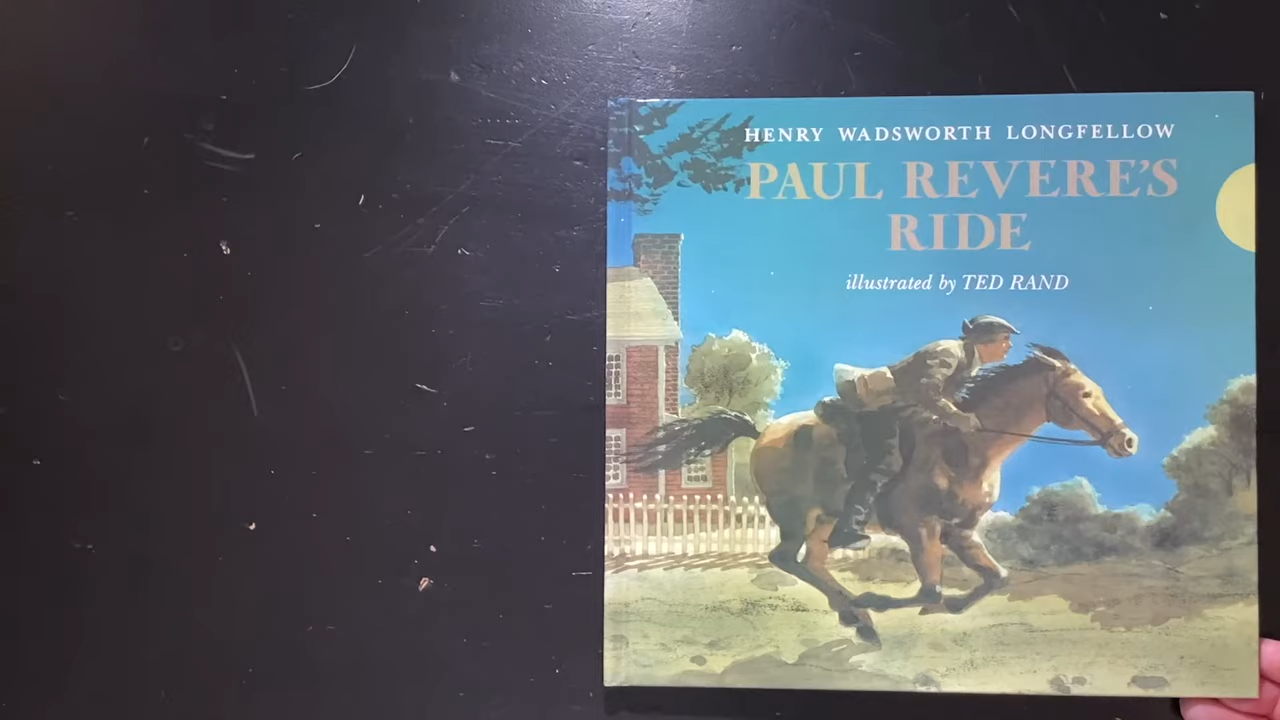 HENRY WADSWORTH LONGFELLOW
PAUL REVERE'S
RIDE
illustrated by TED RAND